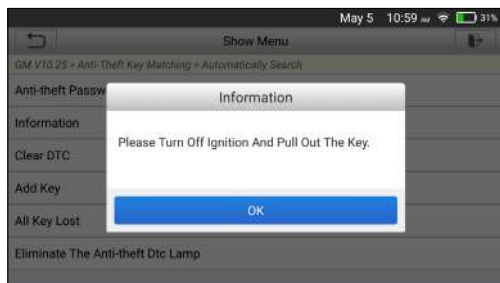 May 5 10:59 AM 31%
Show Menu
GM V10.25 > Anti-Theft Key Matching > Automatically Search
Anti-theft Passw
Information
Information
Please Turn Off Ignition And Pull Out The Key.
Clear DTC
Add Key
OK
All Key Lost
Eliminate The Anti-theft Dtc Lamp